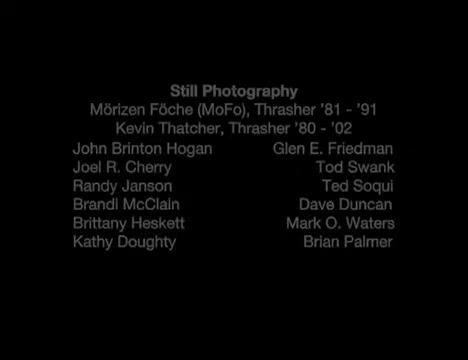 Still Photography
Mörizen Föche (MoFo), Thrasher '81 - '91
Kevin Thatcher, Thrasher '80 - '02
John Brinton Hogan Glen E. Friedman
Joel R. Cherry Tod Swank
Randy Janson Ted Soqui
Brandi McClain Dave Duncan
Brittany Heskett Mark O. Waters
Kathy Doughty Brian Palmer